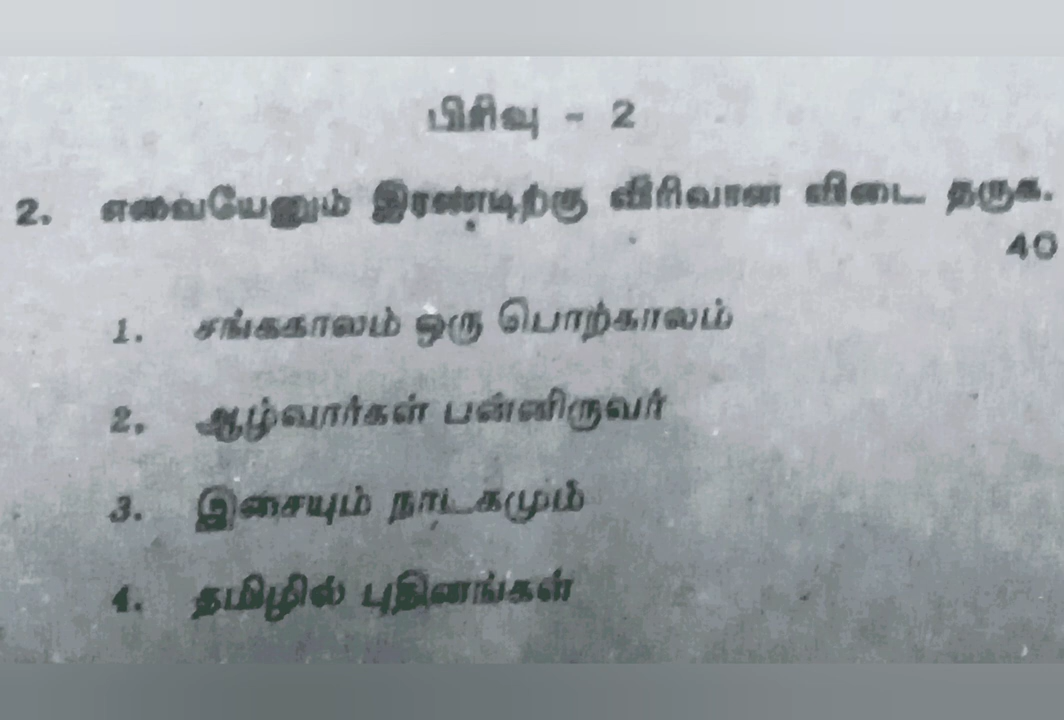 பிரிவு - 2
2. எவையேனும் இரண்டிற்கு விரிவான விடை தருக.
40
1. சங்ககாலம் ஒரு பொற்காலம்
2. ஆழ்வார்கள் பன்னிருவர்
3. இசையும் நாடகமும்
4. தமிழில் புதினங்கள்